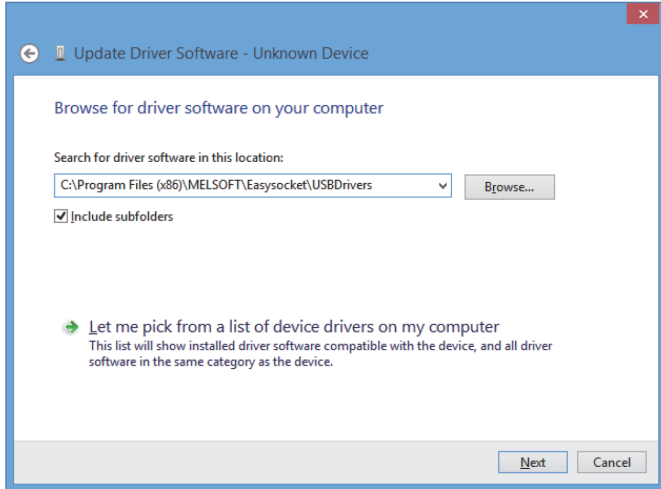 Update Driver Software - Unknown Device
Browse for driver software on your computer
Search for driver software in this location:
C:\Program Files (x86)\MELSOFT\Easysocket\USBDrivers
Browse...
Include subfolders
Let me pick from a list of device drivers on my computer
This list will show installed driver software compatible with the device, and all driver
software in the same category as the device.
Next
Cancel